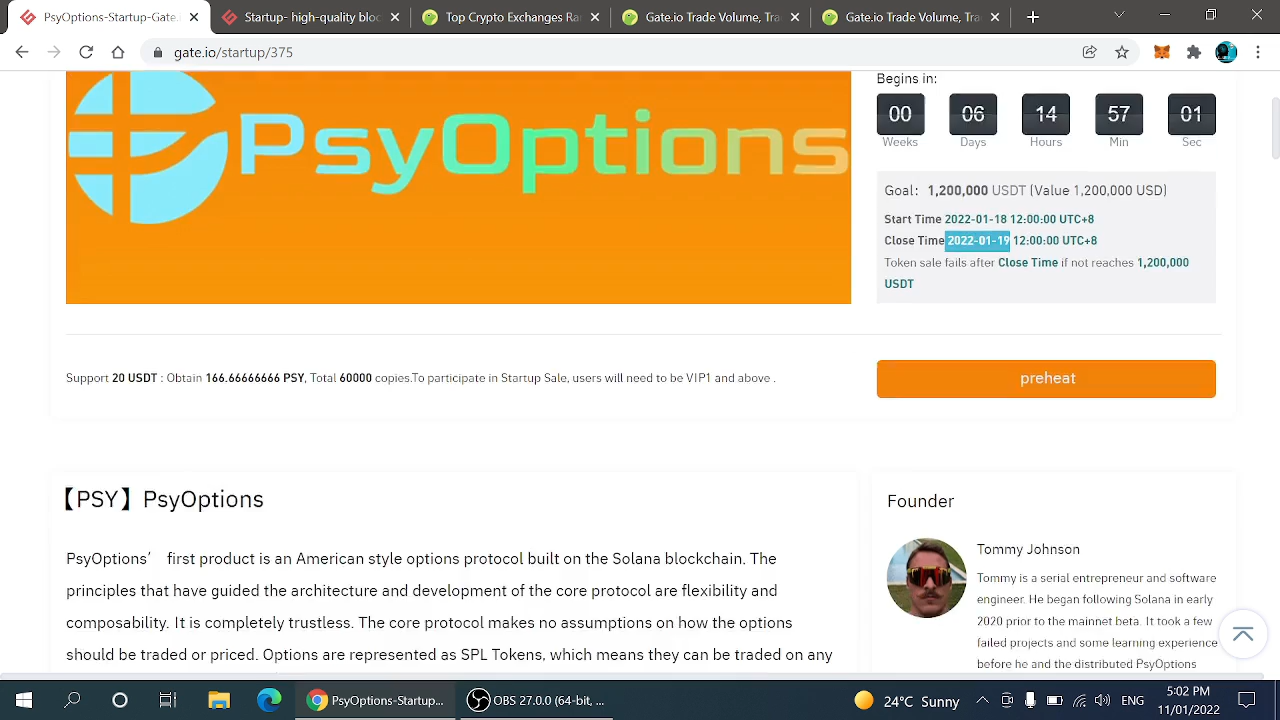 PsyOptions-Startup-Gate.
Startup- high-quality bloc
Top Crypto Exchanges Ra
Gate.io Trade Volume, Tra
Gate.io Trade Volume, Tra
gate.io/startup/375
PsyOptions
Begins in:
00 06 14 57 01
Weeks Days Hours Min Sec
Goal: 1,200,000 USDT (Value 1,200,000 USD)
Start Time 2022-01-18 12:00:00 UTC+8
Close Time 2022-01-19 12:00:00 UTC+8
Token sale fails after Close Time if not reaches 1,200,000
USDT
Support 20 USDT : Obtain 166.66666666 PSY, Total 60000 copies.To participate in Startup Sale, users will need to be VIP1 and above .
preheat
【PSY】PsyOptions
PsyOptions’ first product is an American style options protocol built on the Solana blockchain. The
principles that have guided the architecture and development of the core protocol are flexibility and
composability. It is completely trustless. The core protocol makes no assumptions on how the options
should be traded or priced. Options are represented as SPL Tokens, which means they can be traded on any
Founder
Tommy Johnson
Tommy is a serial entrepreneur and software
engineer. He began following Solana in early
2020 prior to the mainnet beta. It took a few
failed projects and some learning experience
before he and the distributed PsyOptions
PsyOptions-Startup...
OBS 27.0.0 (64-bit, ...
24°C Sunny
ENG
5:02 PM
11/01/2022